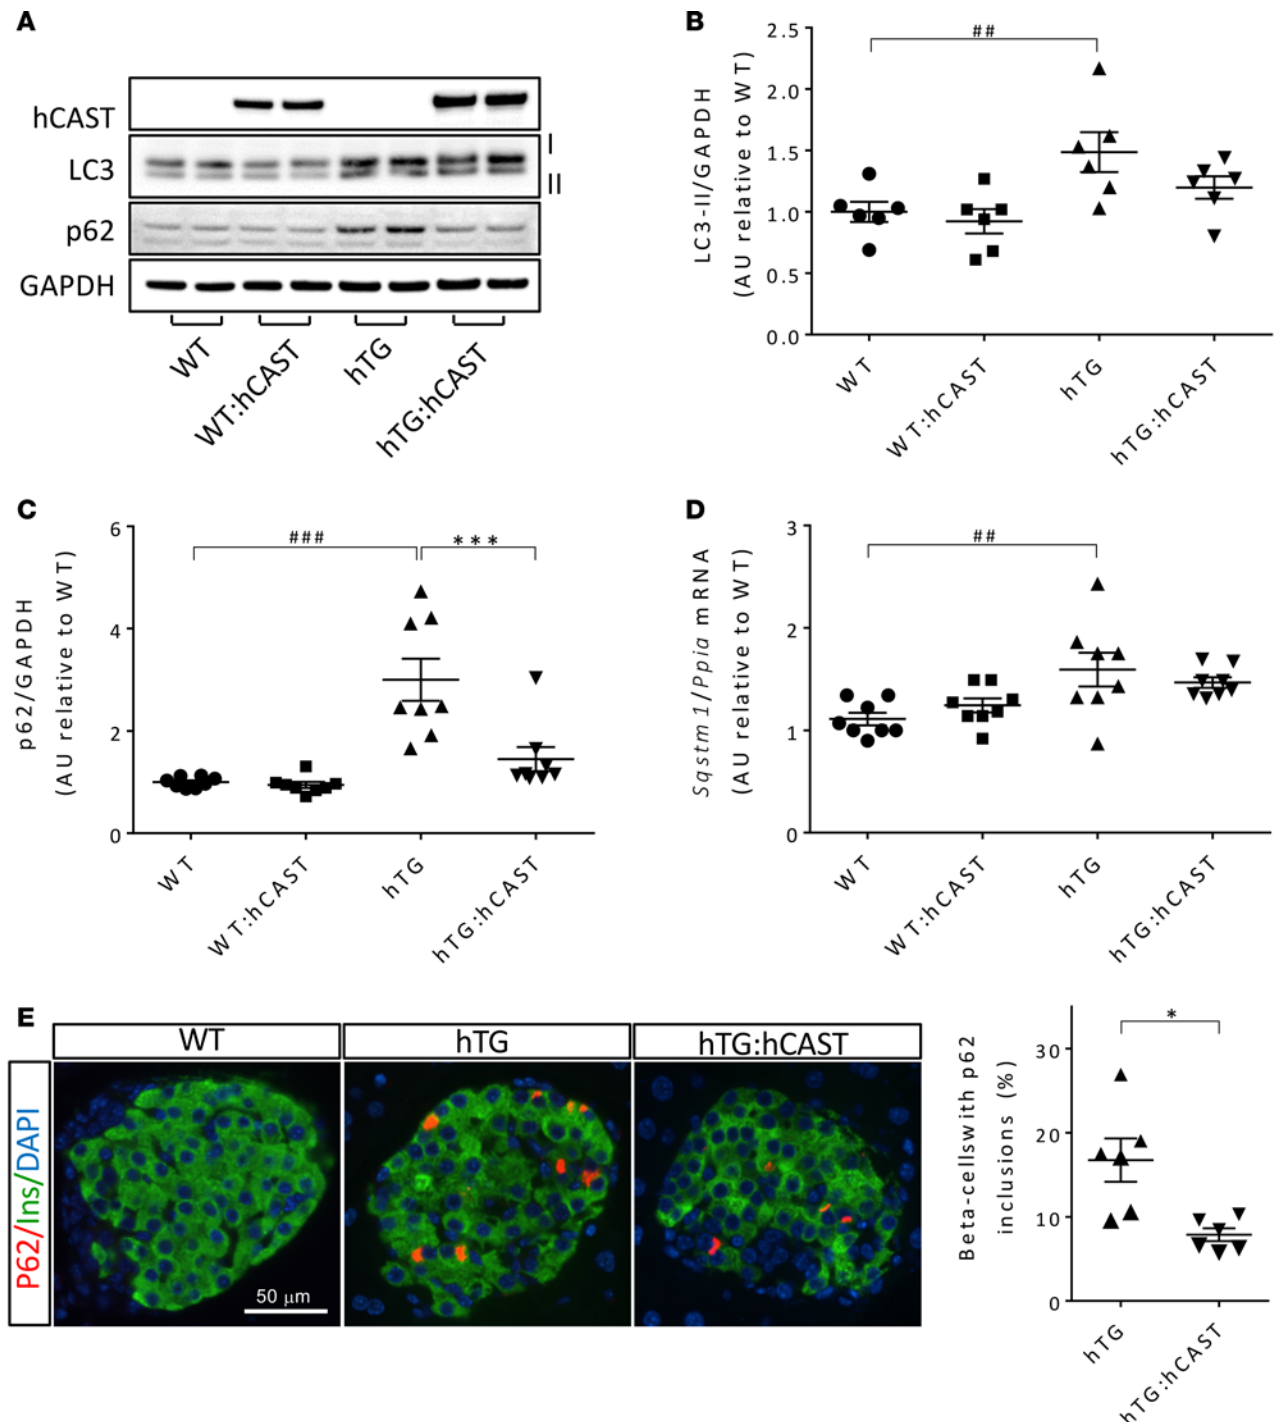 A
hCAST
LC3
I
II
p62
GAPDH
WT
WT:hCAST
hTG
hTG:hCAST
B
LC3-II/GAPDH
(AU relative to WT)
2.5
2.0
1.5
1.0
0.5
0.0
##
WT
WT:hCAST
hTG
hTG:hCAST
C
p62/GAPDH
(AU relative to WT)
6
4
2
0
###
***
WT
WT:hCAST
hTG
hTG:hCAST
D
Sqstm1/Ppia mRNA
(AU relative to WT)
3
2
1
0
##
WT
WT:hCAST
hTG
hTG:hCAST
E
WT
hTG
hTG:hCAST
P62/Ins/DAPI
50 μm
Beta-cellswith p62
inclusions (%)
30
20
10
0
*
hTG
hTG:hCAST